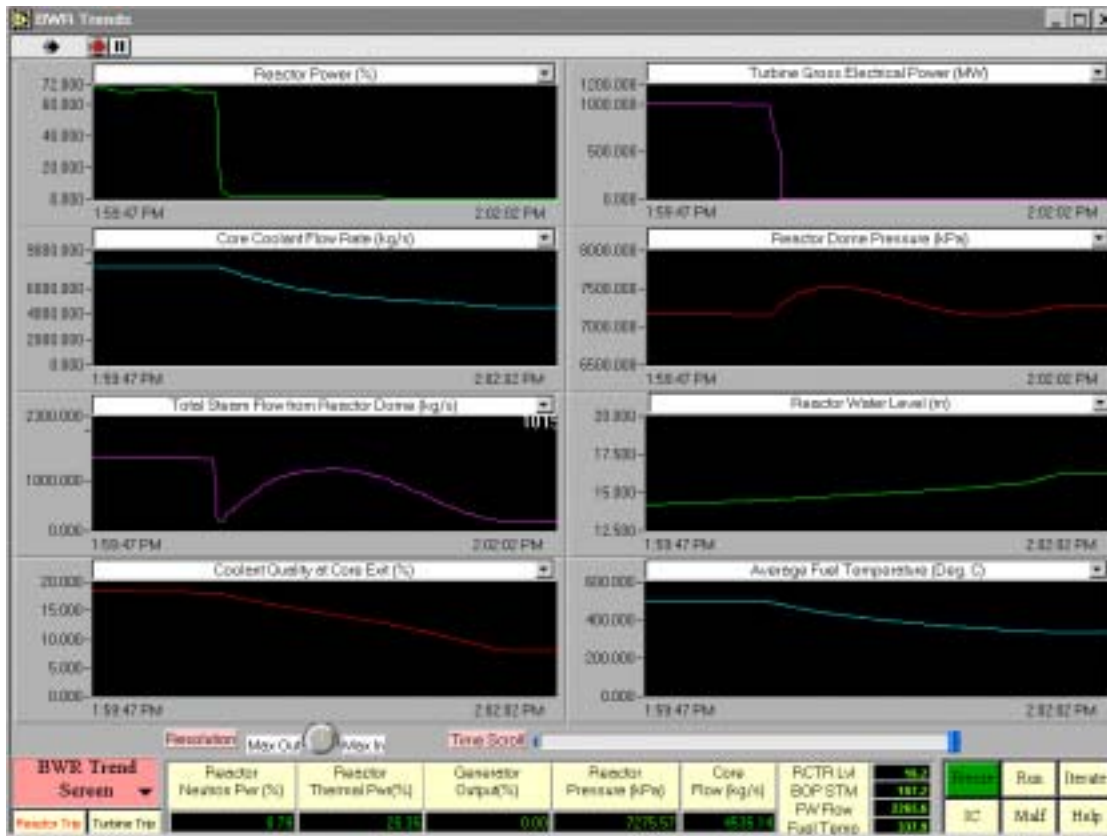 BWR Trends
Reactor Power (%)
72.000
60.000
40.000
20.000
0.000
1:59:47 PM 2:02:02 PM
Turbine Gross Electrical Power (MW)
1200.000
1000.000
500.000
0.000
1:59:47 PM 2:02:02 PM
Core Coolant Flow Rate (kg/s)
6000.000
4000.000
2000.000
0.000
1:59:47 PM 2:02:02 PM
Reactor Dome Pressure (kPa)
8000.000
7500.000
7000.000
6500.000
1:59:47 PM 2:02:02 PM
Total Steam Flow from Reactor Dome (kg/s)
1000.000
0.000
1:59:47 PM 2:02:02 PM
Reactor Water Level (m)
20.000
17.500
15.000
12.500
1:59:47 PM 2:02:02 PM
Coolant Quality at Core Exit (%)
20.000
15.000
10.000
5.000
0.000
1:59:47 PM 2:02:02 PM
Average Fuel Temperature (Deg. C)
600.000
400.000
200.000
0.000
1:59:47 PM 2:02:02 PM
Resolution Max Out Max In Time Scroll
BWR Trend
Screen
Reactor Trip Turbine Trip
Reactor
Neutron Pwr (%)
Reactor
Thermal Pwr(%)
Generator
Output(%)
0.00
Reactor
Pressure (kPa)
7275.57
Core
Flow (kg/s)
RCTR Lvl
BOP STM
FW Flow
Fuel Temp
Freeze Run Iterate
IC Malf Help